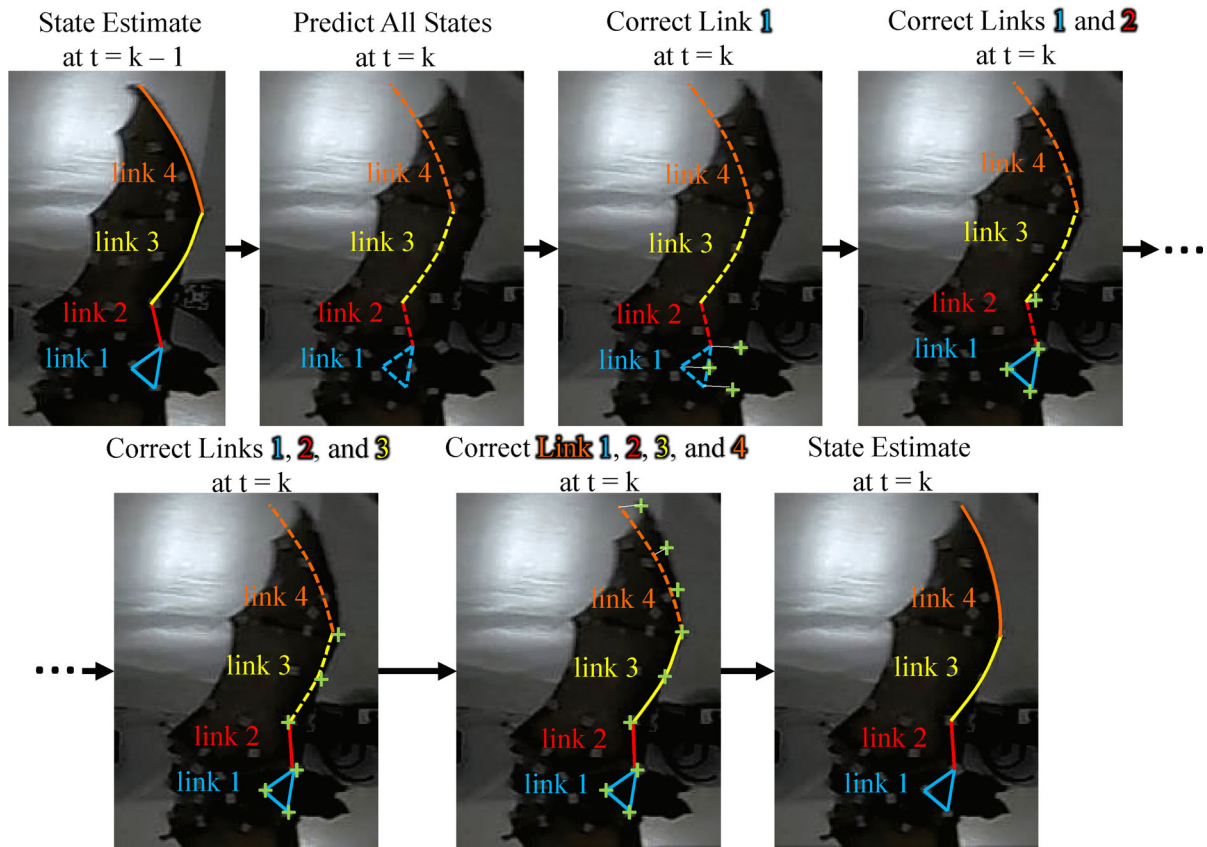 State Estimate
at t = k – 1
Predict All States
at t = k
Correct Link 1
at t = k
Correct Links 1 and 2
at t = k
link 4
link 3
link 2
link 1
link 4
link 3
link 2
link 1
link 4
link 3
link 2
link 1
link 4
link 3
link 2
link 1
...
Correct Links 1, 2, and 3
at t = k
Correct Link 1, 2, 3, and 4
at t = k
State Estimate
at t = k
...
link 4
link 3
link 2
link 1
link 4
link 3
link 2
link 1
link 4
link 3
link 2
link 1